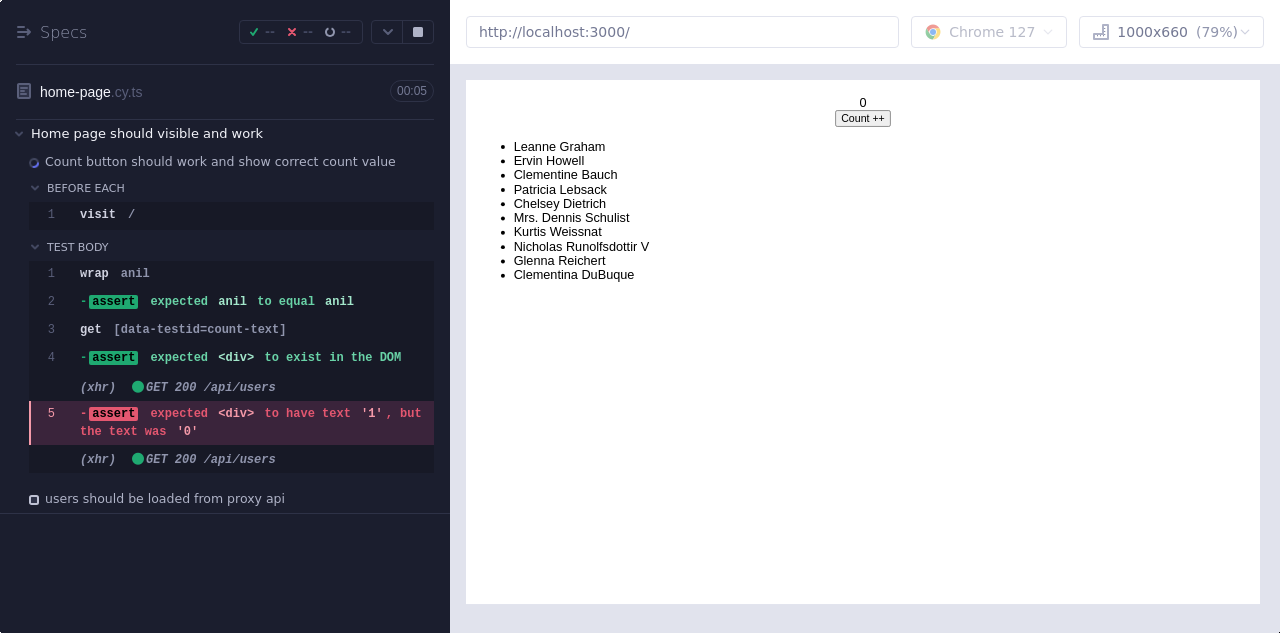 Specs
-- -- --
home-page.cy.ts
00:05
Home page should visible and work
Count button should work and show correct count value
BEFORE EACH
1 visit /
TEST BODY
1 wrap anil
2 -assert expected anil to equal anil
3 get [data-testid=count-text]
4 -assert expected <div> to exist in the DOM
(xhr) GET 200 /api/users
5 -assert expected <div> to have text '1', but
the text was '0'
(xhr) GET 200 /api/users
users should be loaded from proxy api
http://localhost:3000/
Chrome 127
1000x660 (79%)
0
Count ++
Leanne Graham
Ervin Howell
Clementine Bauch
Patricia Lebsack
Chelsey Dietrich
Mrs. Dennis Schulist
Kurtis Weissnat
Nicholas Runolfsdottir V
Glenna Reichert
Clementina DuBuque